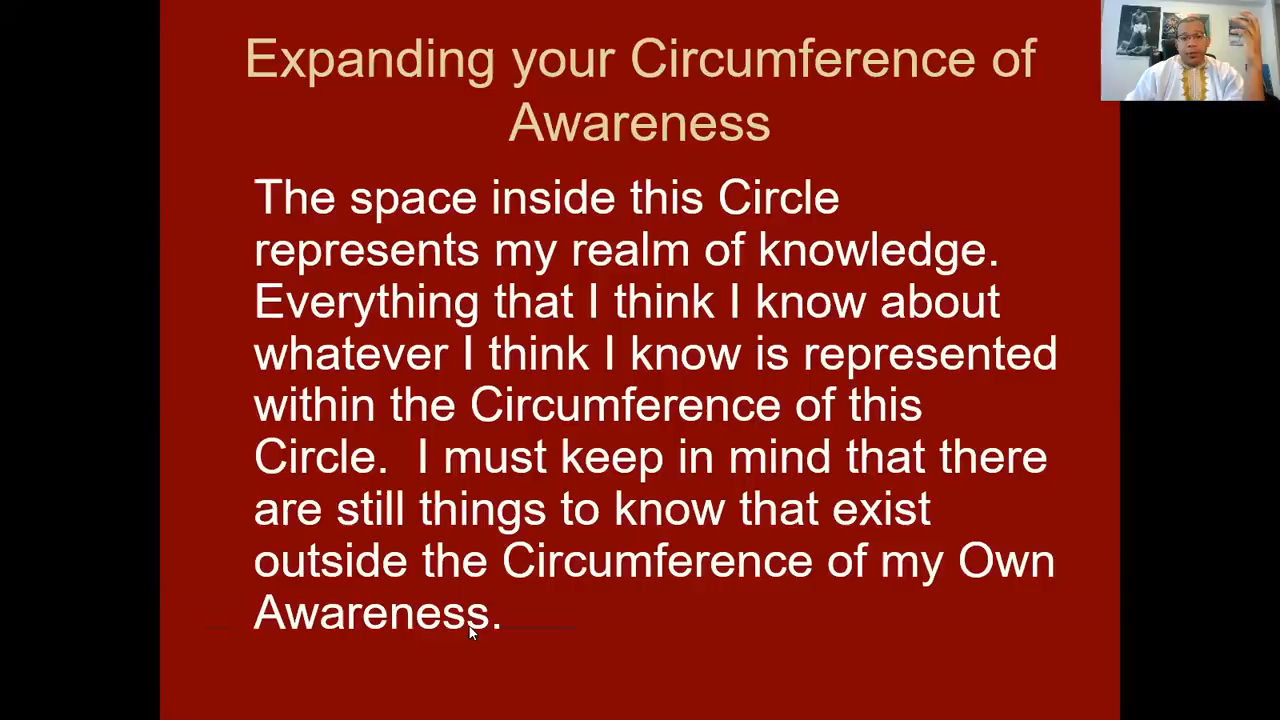 Expanding your Circumference of
Awareness
The space inside this Circle
represents my realm of knowledge.
Everything that I think I know about
whatever I think I know is represented
within the Circumference of this
Circle.  I must keep in mind that there
are still things to know that exist
outside the Circumference of my Own
Awareness.